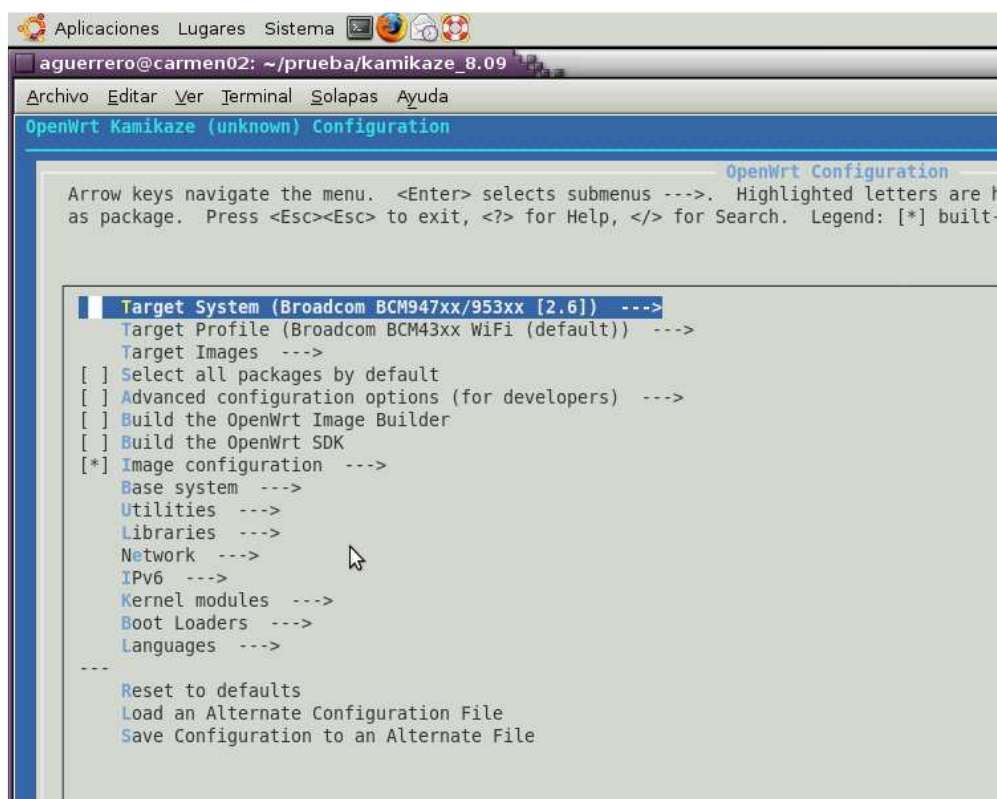 Aplicaciones Lugares Sistema
aguerrero@carmen02: ~/prueba/kamikaze_8.09
Archivo Editar Ver Terminal Solapas Ayuda
OpenWrt Kamikaze (unknown) Configuration
OpenWrt Configuration
Arrow keys navigate the menu. <Enter> selects submenus --->. Highlighted letters are
as package. Press <Esc><Esc> to exit, <?> for Help, </> for Search. Legend: [*] built-
Target System (Broadcom BCM947xx/953xx [2.6]) --->
Target Profile (Broadcom BCM43xx WiFi (default)) --->
Target Images --->
[ ] Select all packages by default
[ ] Advanced configuration options (for developers) --->
[ ] Build the OpenWrt Image Builder
[ ] Build the OpenWrt SDK
[*] Image configuration --->
Base system --->
Utilities --->
Libraries --->
Network --->
IPv6 --->
Kernel modules --->
Boot Loaders --->
Languages --->
---
Reset to defaults
Load an Alternate Configuration File
Save Configuration to an Alternate File